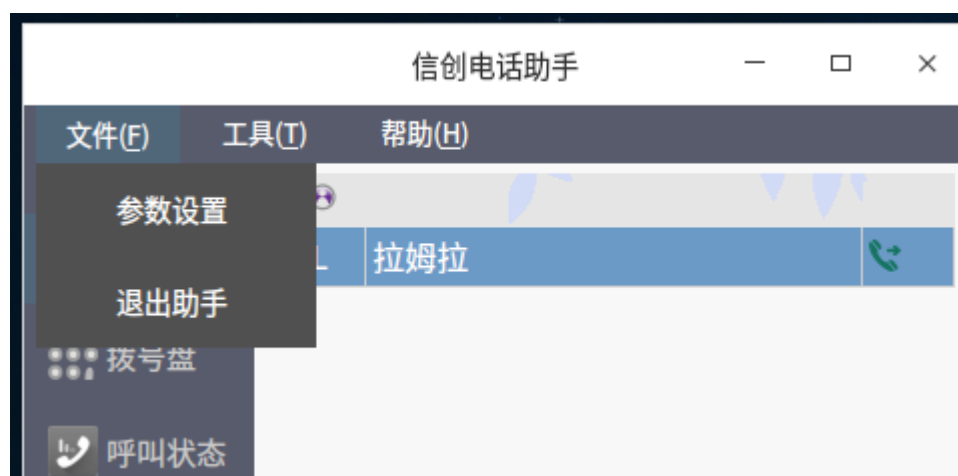 信创电话助手
文件(F) 工具(T) 帮助(H)
参数设置
拉姆拉
退出助手
拨号盘
呼叫状态